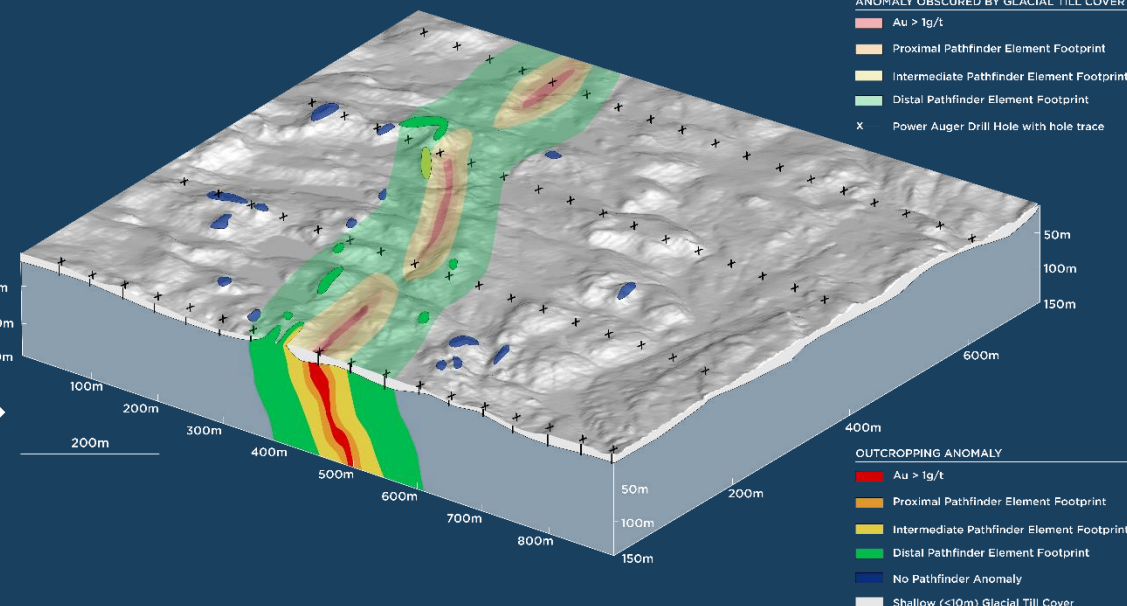 ANOMALY OBSCURED BY GLACIAL TILL COVER
Au > 1g/t
Proximal Pathfinder Element Footprint
Intermediate Pathfinder Element Footprint
Distal Pathfinder Element Footprint
X Power Auger Drill Hole with hole trace
50m
100m
150m
600m
400m
200m
100m
200m
300m
400m
500m
600m
700m
800m
200m
50m
100m
150m
OUTCROPPING ANOMALY
Au > 1g/t
Proximal Pathfinder Element Footprint
Intermediate Pathfinder Element Footprint
Distal Pathfinder Element Footprint
No Pathfinder Anomaly
Shallow (<10m) Glacial Till Cover